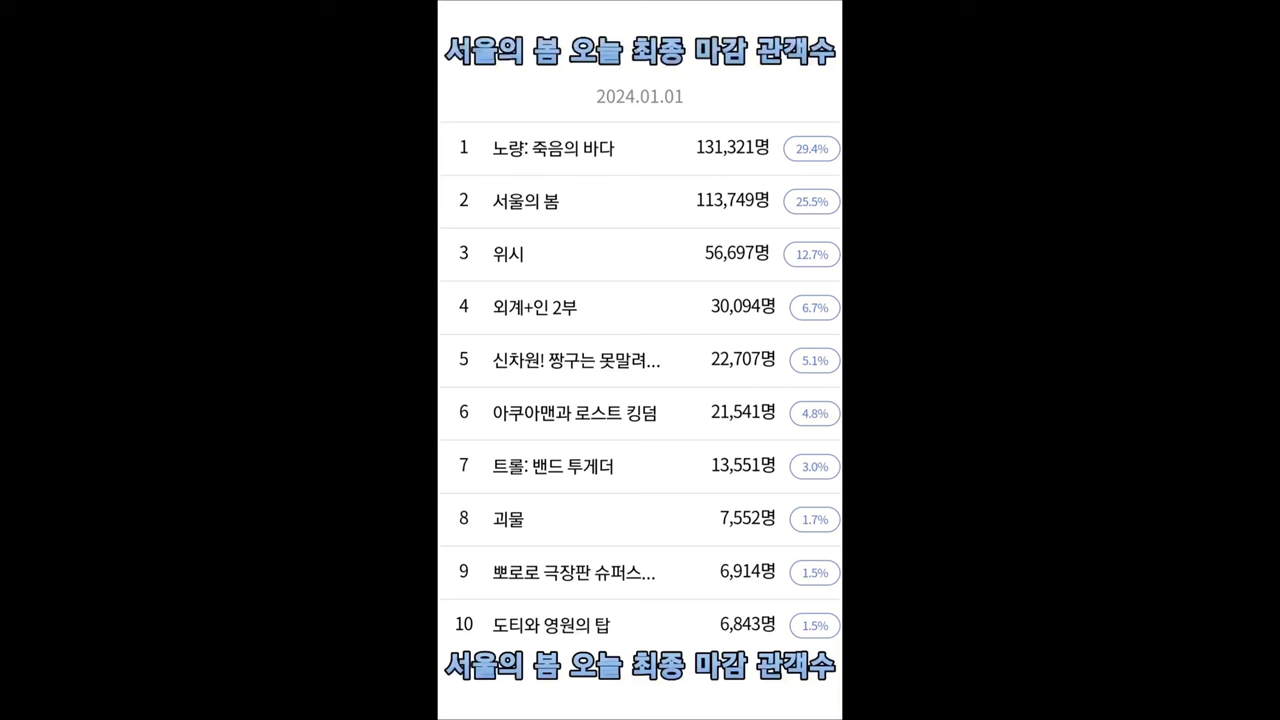 서울의 봄 오늘 최종 마감 관객수
2024.01.01
1 노량: 죽음의 바다 131,321명 29.4%
2 서울의 봄 113,749명 25.5%
3 위시 56,697명 12.7%
4 외계+인 2부 30,094명 6.7%
5 신차원! 짱구는 못말려... 22,707명 5.1%
6 아쿠아맨과 로스트 킹덤 21,541명 4.8%
7 트롤: 밴드 투게더 13,551명 3.0%
8 괴물 7,552명 1.7%
9 뽀로로 극장판 슈퍼스... 6,914명 1.5%
10 도티와 영원의 탑 6,843명 1.5%
서울의 봄 오늘 최종 마감 관객수